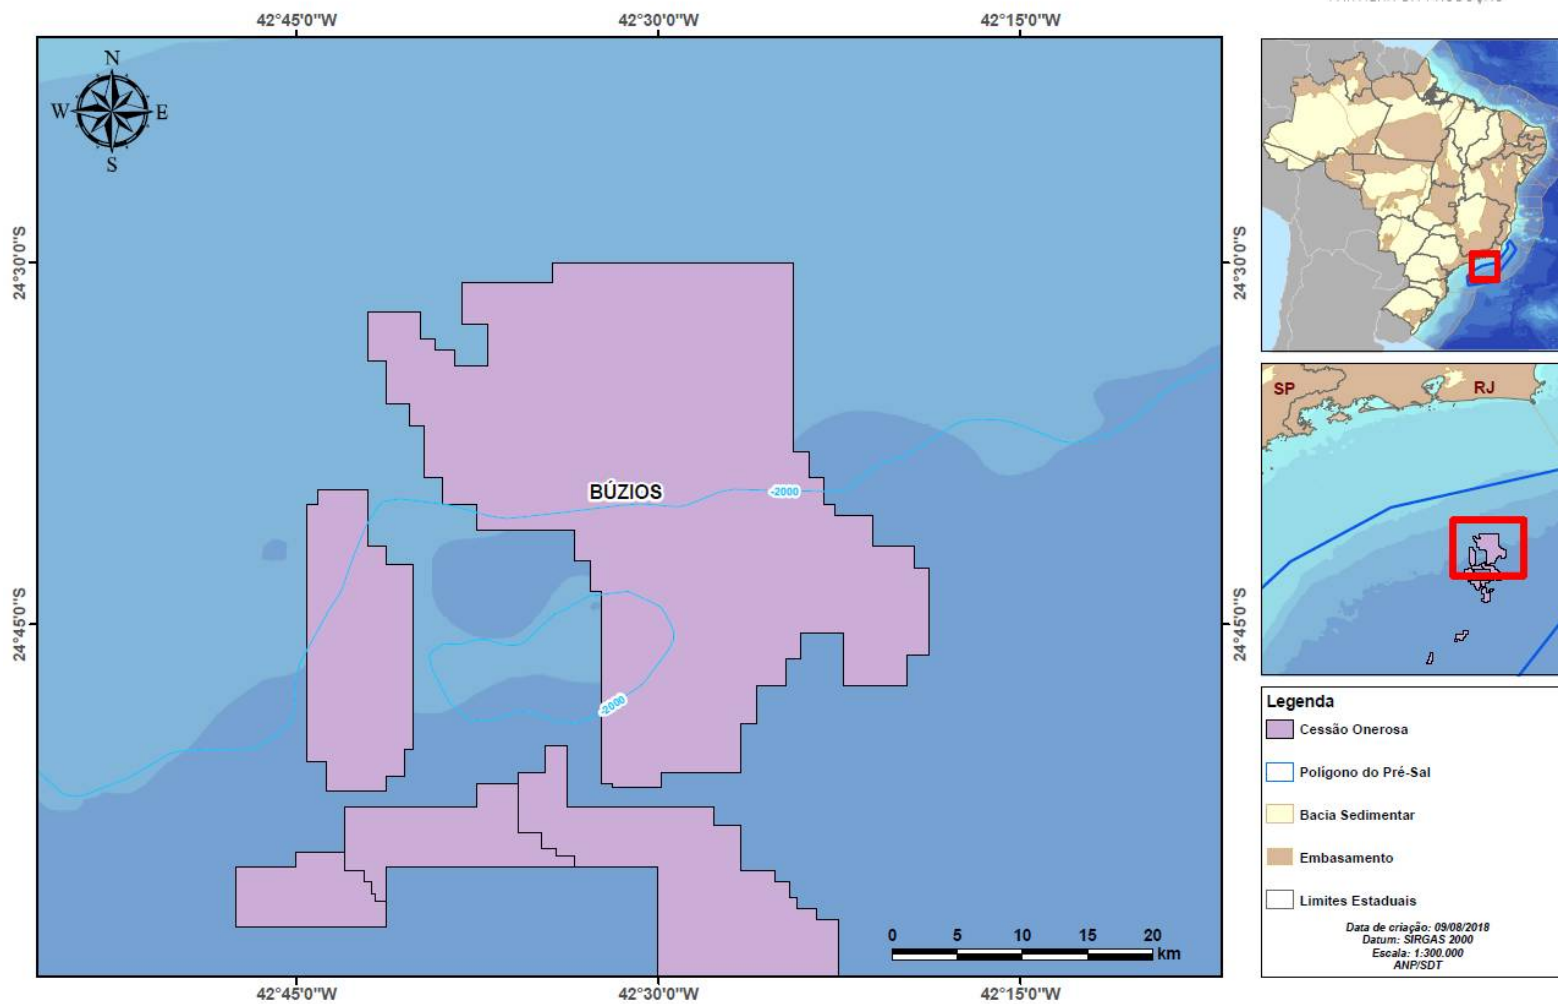 42°45'0"W
42°30'0"W
42°15'0"W
N
W
E
S
24°30'0"S
24°30'0"S
BÚZIOS
-2000
24°45'0"S
24°45'0"S
-2000
0 5 10 15 20
km
42°45'0"W
42°30'0"W
42°15'0"W
SP
RJ
Legenda
Cessão Onerosa
Polígono do Pré-Sal
Bacia Sedimentar
Embasamento
Limites Estaduais
Data de criação: 09/08/2018
Datum: SIRGAS 2000
Escala: 1:300.000
ANP/SDT